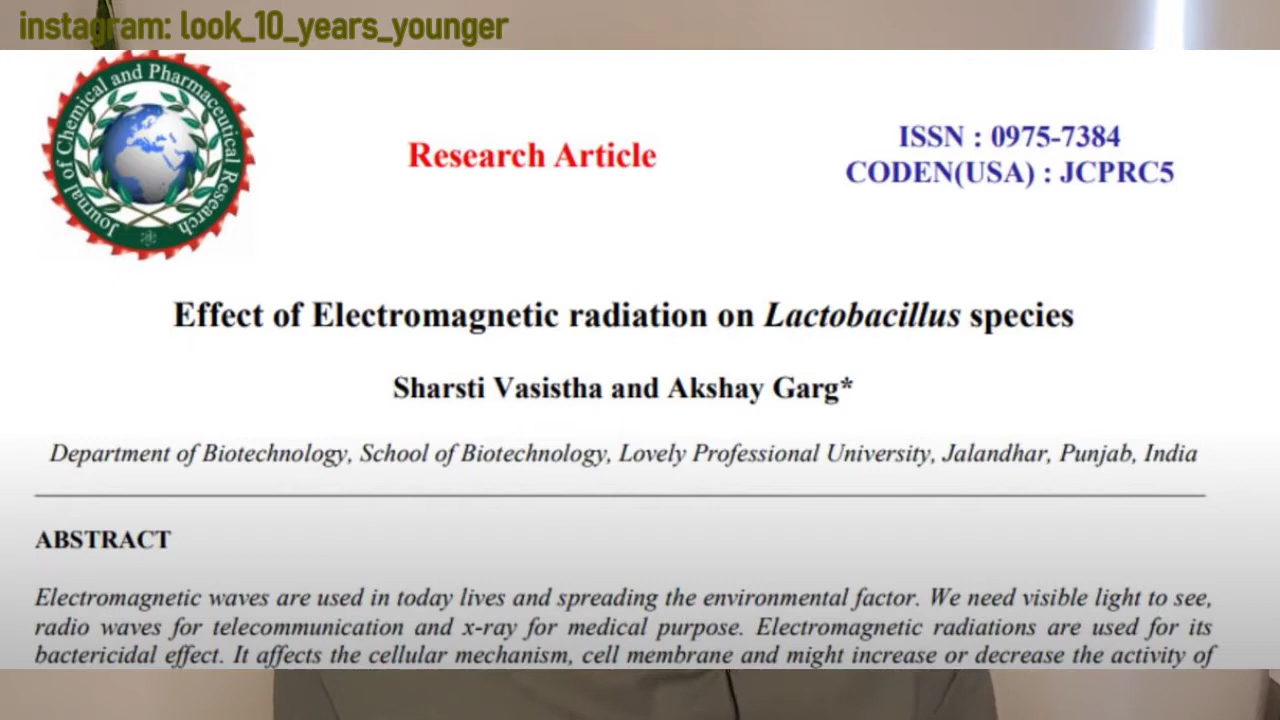 instagram: look_10_years_younger
Journal of Chemical and Pharmaceutical Research
Research Article
ISSN : 0975-7384
CODEN(USA) : JCPRC5
Effect of Electromagnetic radiation on Lactobacillus species
Sharsti Vasistha and Akshay Garg*
Department of Biotechnology, School of Biotechnology, Lovely Professional University, Jalandhar, Punjab, India
ABSTRACT
Electromagnetic waves are used in today lives and spreading the environmental factor. We need visible light to see,
radio waves for telecommunication and x-ray for medical purpose. Electromagnetic radiations are used for its
bactericidal effect. It affects the cellular mechanism, cell membrane and might increase or decrease the activity of